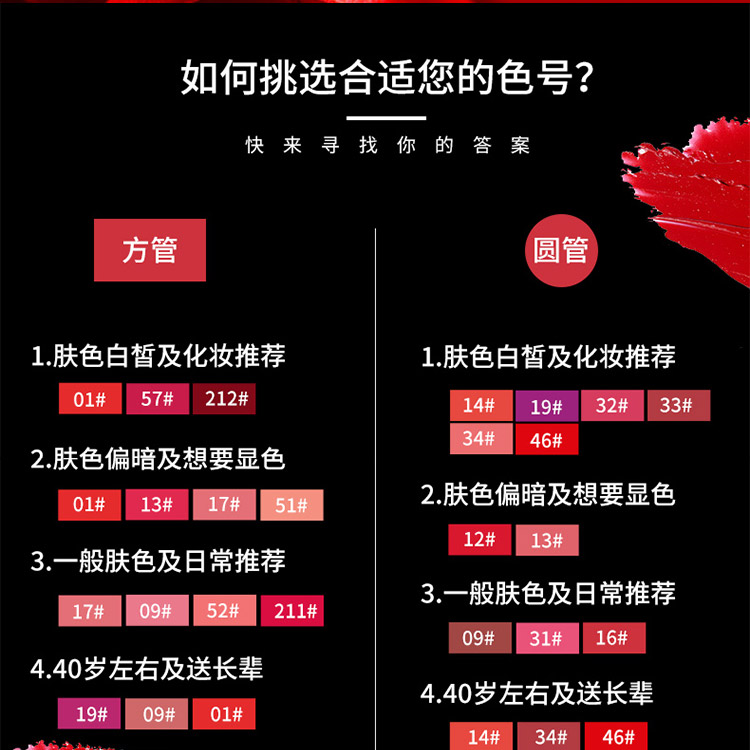 如何挑选合适您的色号?
快来寻找你的答案
方管
1.肤色白皙及化妆推荐
01# 57# 212#
2.肤色偏暗及想要显色
01# 13# 17# 51#
3.一般肤色及日常推荐
17# 09# 52# 211#
4.40岁左右及送长辈
19# 09# 01#
圆管
1.肤色白皙及化妆推荐
14# 19# 32# 33#
34# 46#
2.肤色偏暗及想要显色
12# 13#
3.一般肤色及日常推荐
09# 31# 16#
4.40岁左右及送长辈
14# 34# 46#